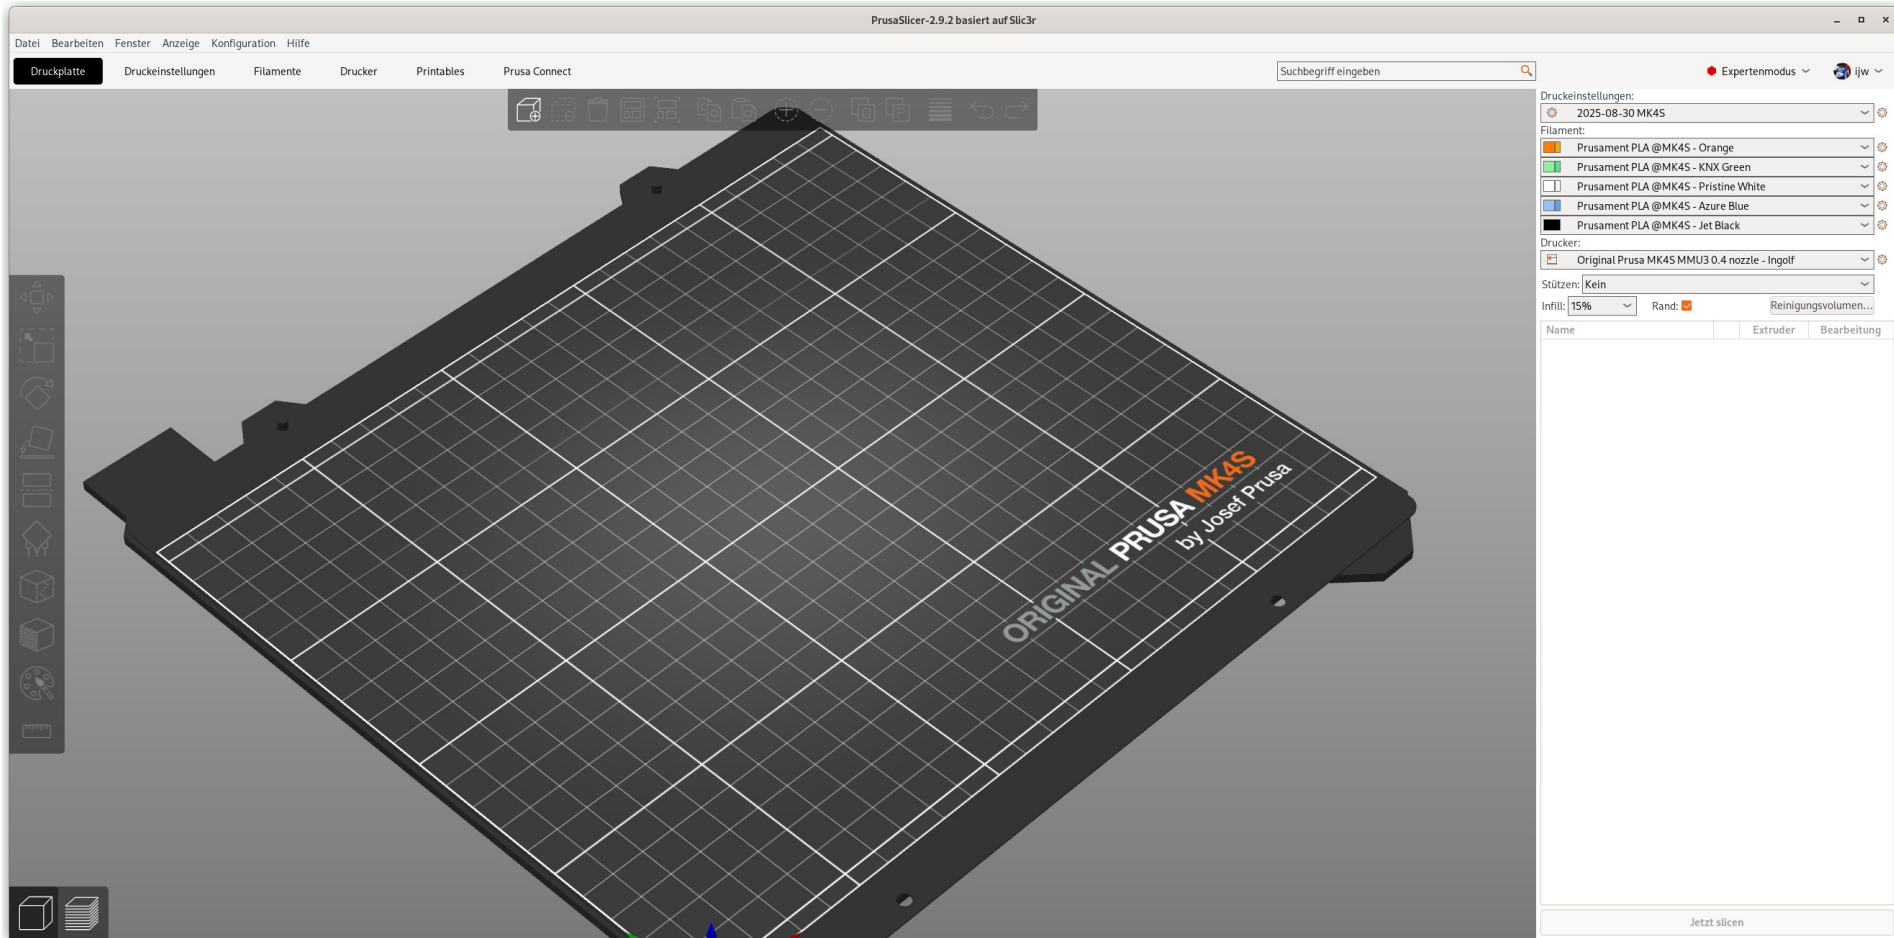 PrusaSlicer-2.9.2 basiert auf Slic3r
Datei Bearbeiten Fenster Anzeige Konfiguration Hilfe
Druckplatte Druckeinstellungen Filamente Drucker Printables Prusa Connect Suchbegriff eingeben Expertenmodus ijw
Druckeinstellungen:
2025-08-30 MK4S
Filament:
Prusament PLA @MK4S - Orange
Prusament PLA @MK4S - KNX Green
Prusament PLA @MK4S - Pristine White
Prusament PLA @MK4S - Azure Blue
Prusament PLA @MK4S - Jet Black
Drucker:
Original Prusa MK4S MMU3 0.4 nozzle - Ingolf
Stützen: Kein
Infill: 15% Rand: Reinigungsvolumen...
Name Extruder Bearbeitung
ORIGINAL PRUSA MK4S
by Josef Prusa
Jetzt slicen